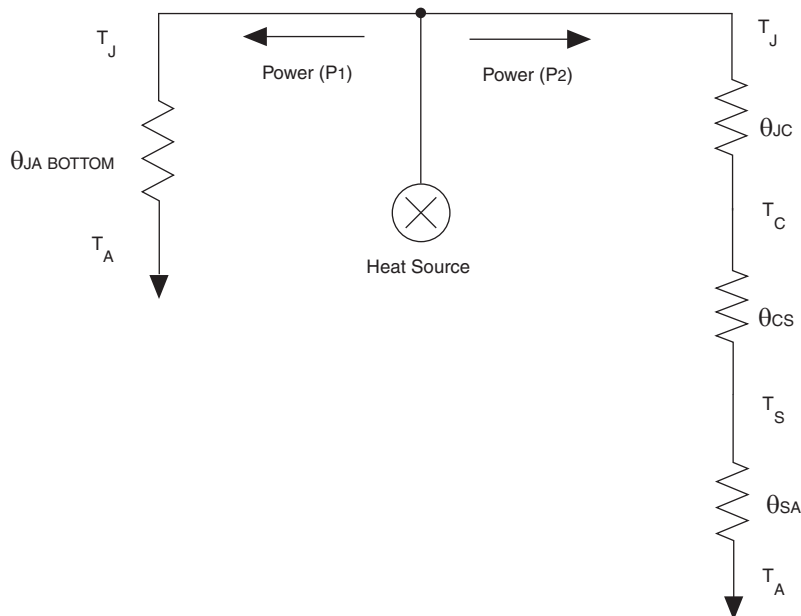 T_J
T_J
Power (P1)
Power (P2)
θJC
θJA BOTTOM
T_C
T_A
Heat Source
θCS
T_S
θSA
T_A